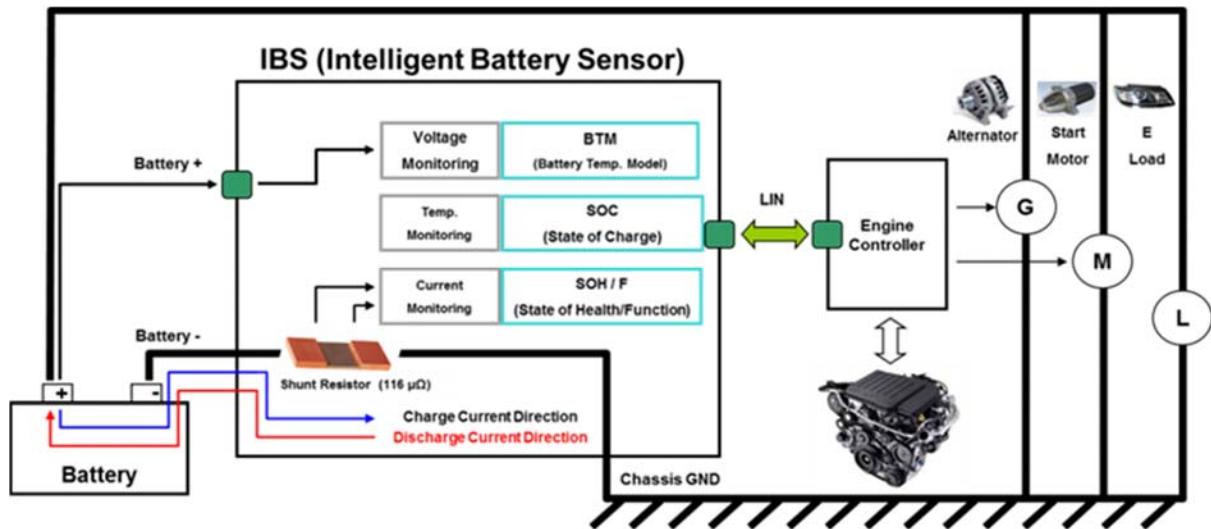 IBS (Intelligent Battery Sensor)
Battery +
Voltage
Monitoring
BTM
(Battery Temp. Model)
Temp.
Monitoring
SOC
(State of Charge)
Current
Monitoring
SOH / F
(State of Health/Function)
Battery -
Shunt Resistor (116 μΩ)
Charge Current Direction
Discharge Current Direction
+
-
Battery
LIN
Engine
Controller
Alternator
Start
Motor
E
Load
G
M
L
Chassis GND